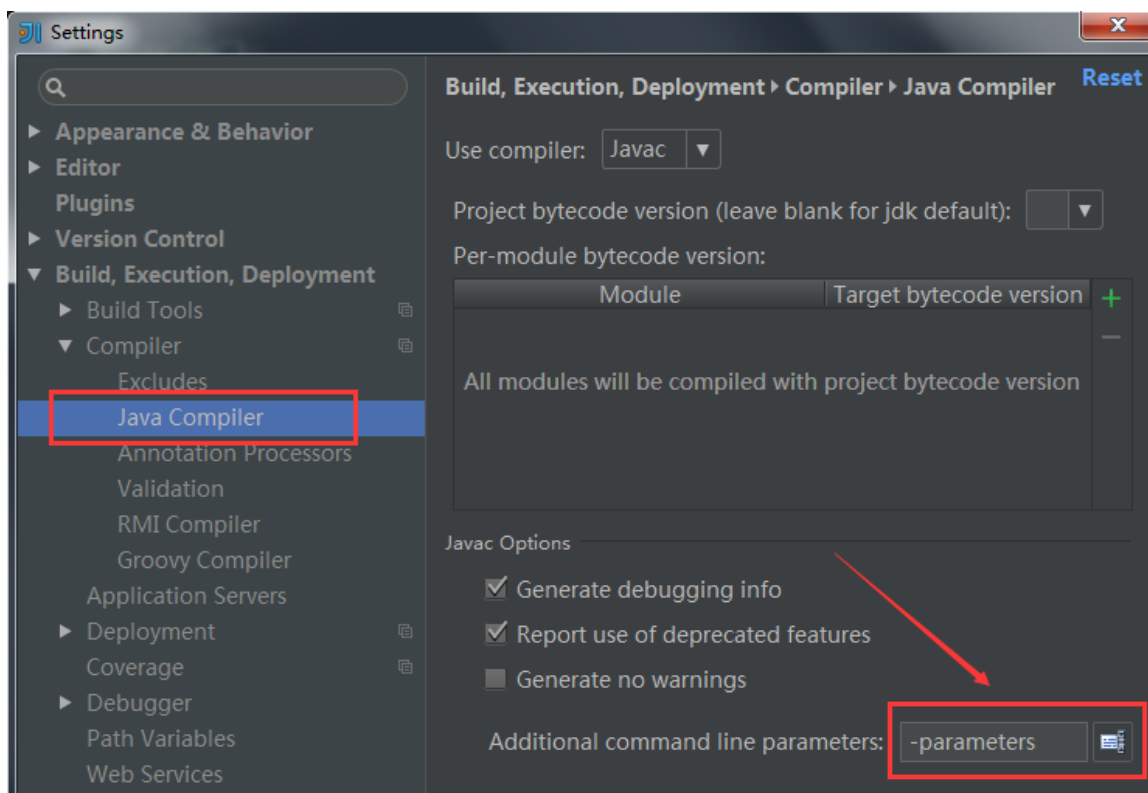 Settings
Appearance & Behavior
Editor
Plugins
Version Control
Build, Execution, Deployment
Build Tools
Compiler
Excludes
Java Compiler
Annotation Processors
Validation
RMI Compiler
Groovy Compiler
Application Servers
Deployment
Coverage
Debugger
Path Variables
Web Services
Build, Execution, Deployment Compiler Java Compiler Reset
Use compiler: Javac
Project bytecode version (leave blank for jdk default):
Per-module bytecode version:
Module Target bytecode version
All modules will be compiled with project bytecode version
Javac Options
Generate debugging info
Report use of deprecated features
Generate no warnings
Additional command line parameters: -parameters